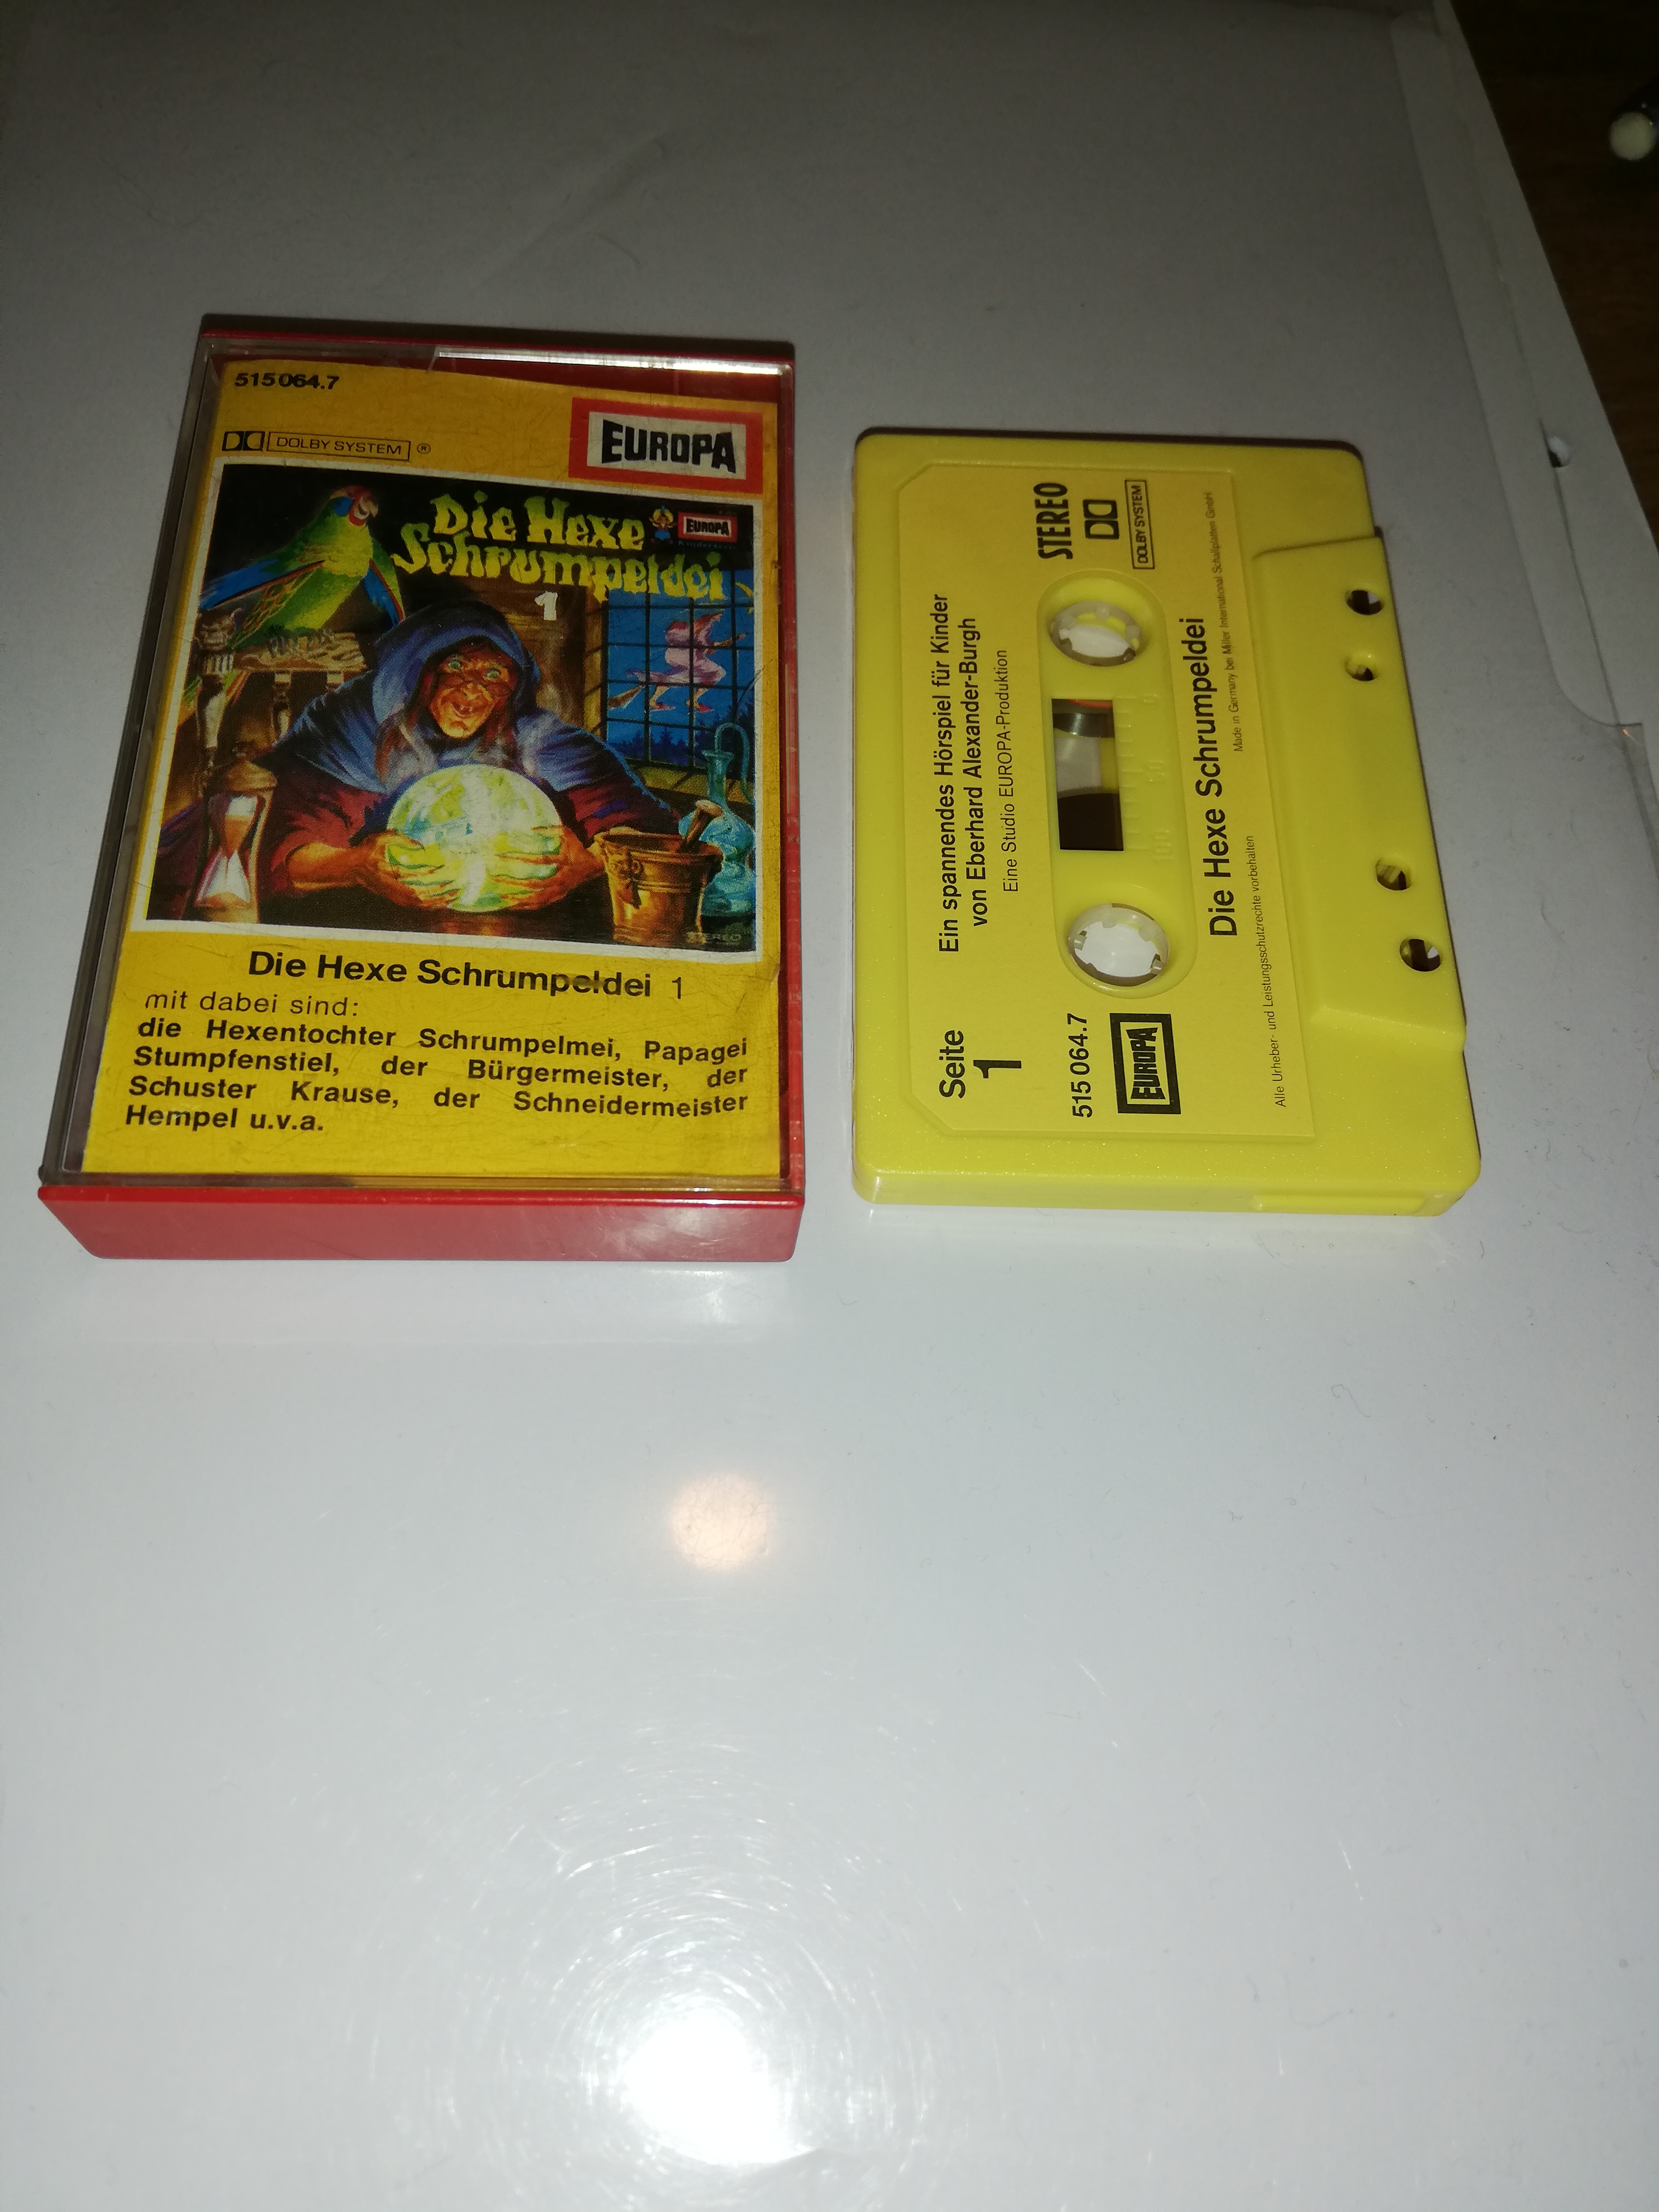 515 064.7
DOLBY SYSTEM ®
EUROPA
Die Hexe
EUROPA
Schrumpeldei
1
STEREO
Die Hexe Schrumpeldei 1
mit dabei sind:
die Hexentochter Schrumpelmei, Papagei
Stumpfenstiel, der Bürgermeister, der
Schuster Krause, der Schneidermeister
Hempel u.v.a.
Seite
1
Ein spannendes Hörspiel für Kinder
von Eberhard Alexander-Burgh
Eine Studio EUROPA-Produktion
515 064.7
EUROPA
STEREO
DOLBY SYSTEM
100 50 0
Die Hexe Schrumpeldei
Made in Germany bei Miller International Schallplatten GmbH
Alle Urheber- und Leistungsschutzrechte vorbehalten